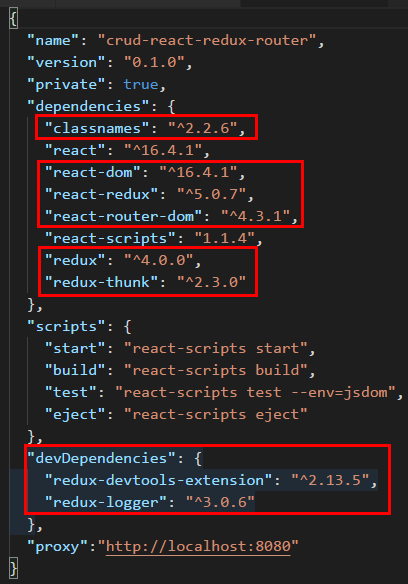 {
"name": "crud-react-redux-router",
"version": "0.1.0",
"private": true,
"dependencies": {
"classnames": "^2.2.6",
"react": "^16.4.1",
"react-dom": "^16.4.1",
"react-redux": "^5.0.7",
"react-router-dom": "^4.3.1",
"react-scripts": "1.1.4",
"redux": "^4.0.0",
"redux-thunk": "^2.3.0"
},
"scripts": {
"start": "react-scripts start",
"build": "react-scripts build",
"test": "react-scripts test --env=jsdom",
"eject": "react-scripts eject"
},
"devDependencies": {
"redux-devtools-extension": "^2.13.5",
"redux-logger": "^3.0.6"
},
"proxy":"http://localhost:8080"
}